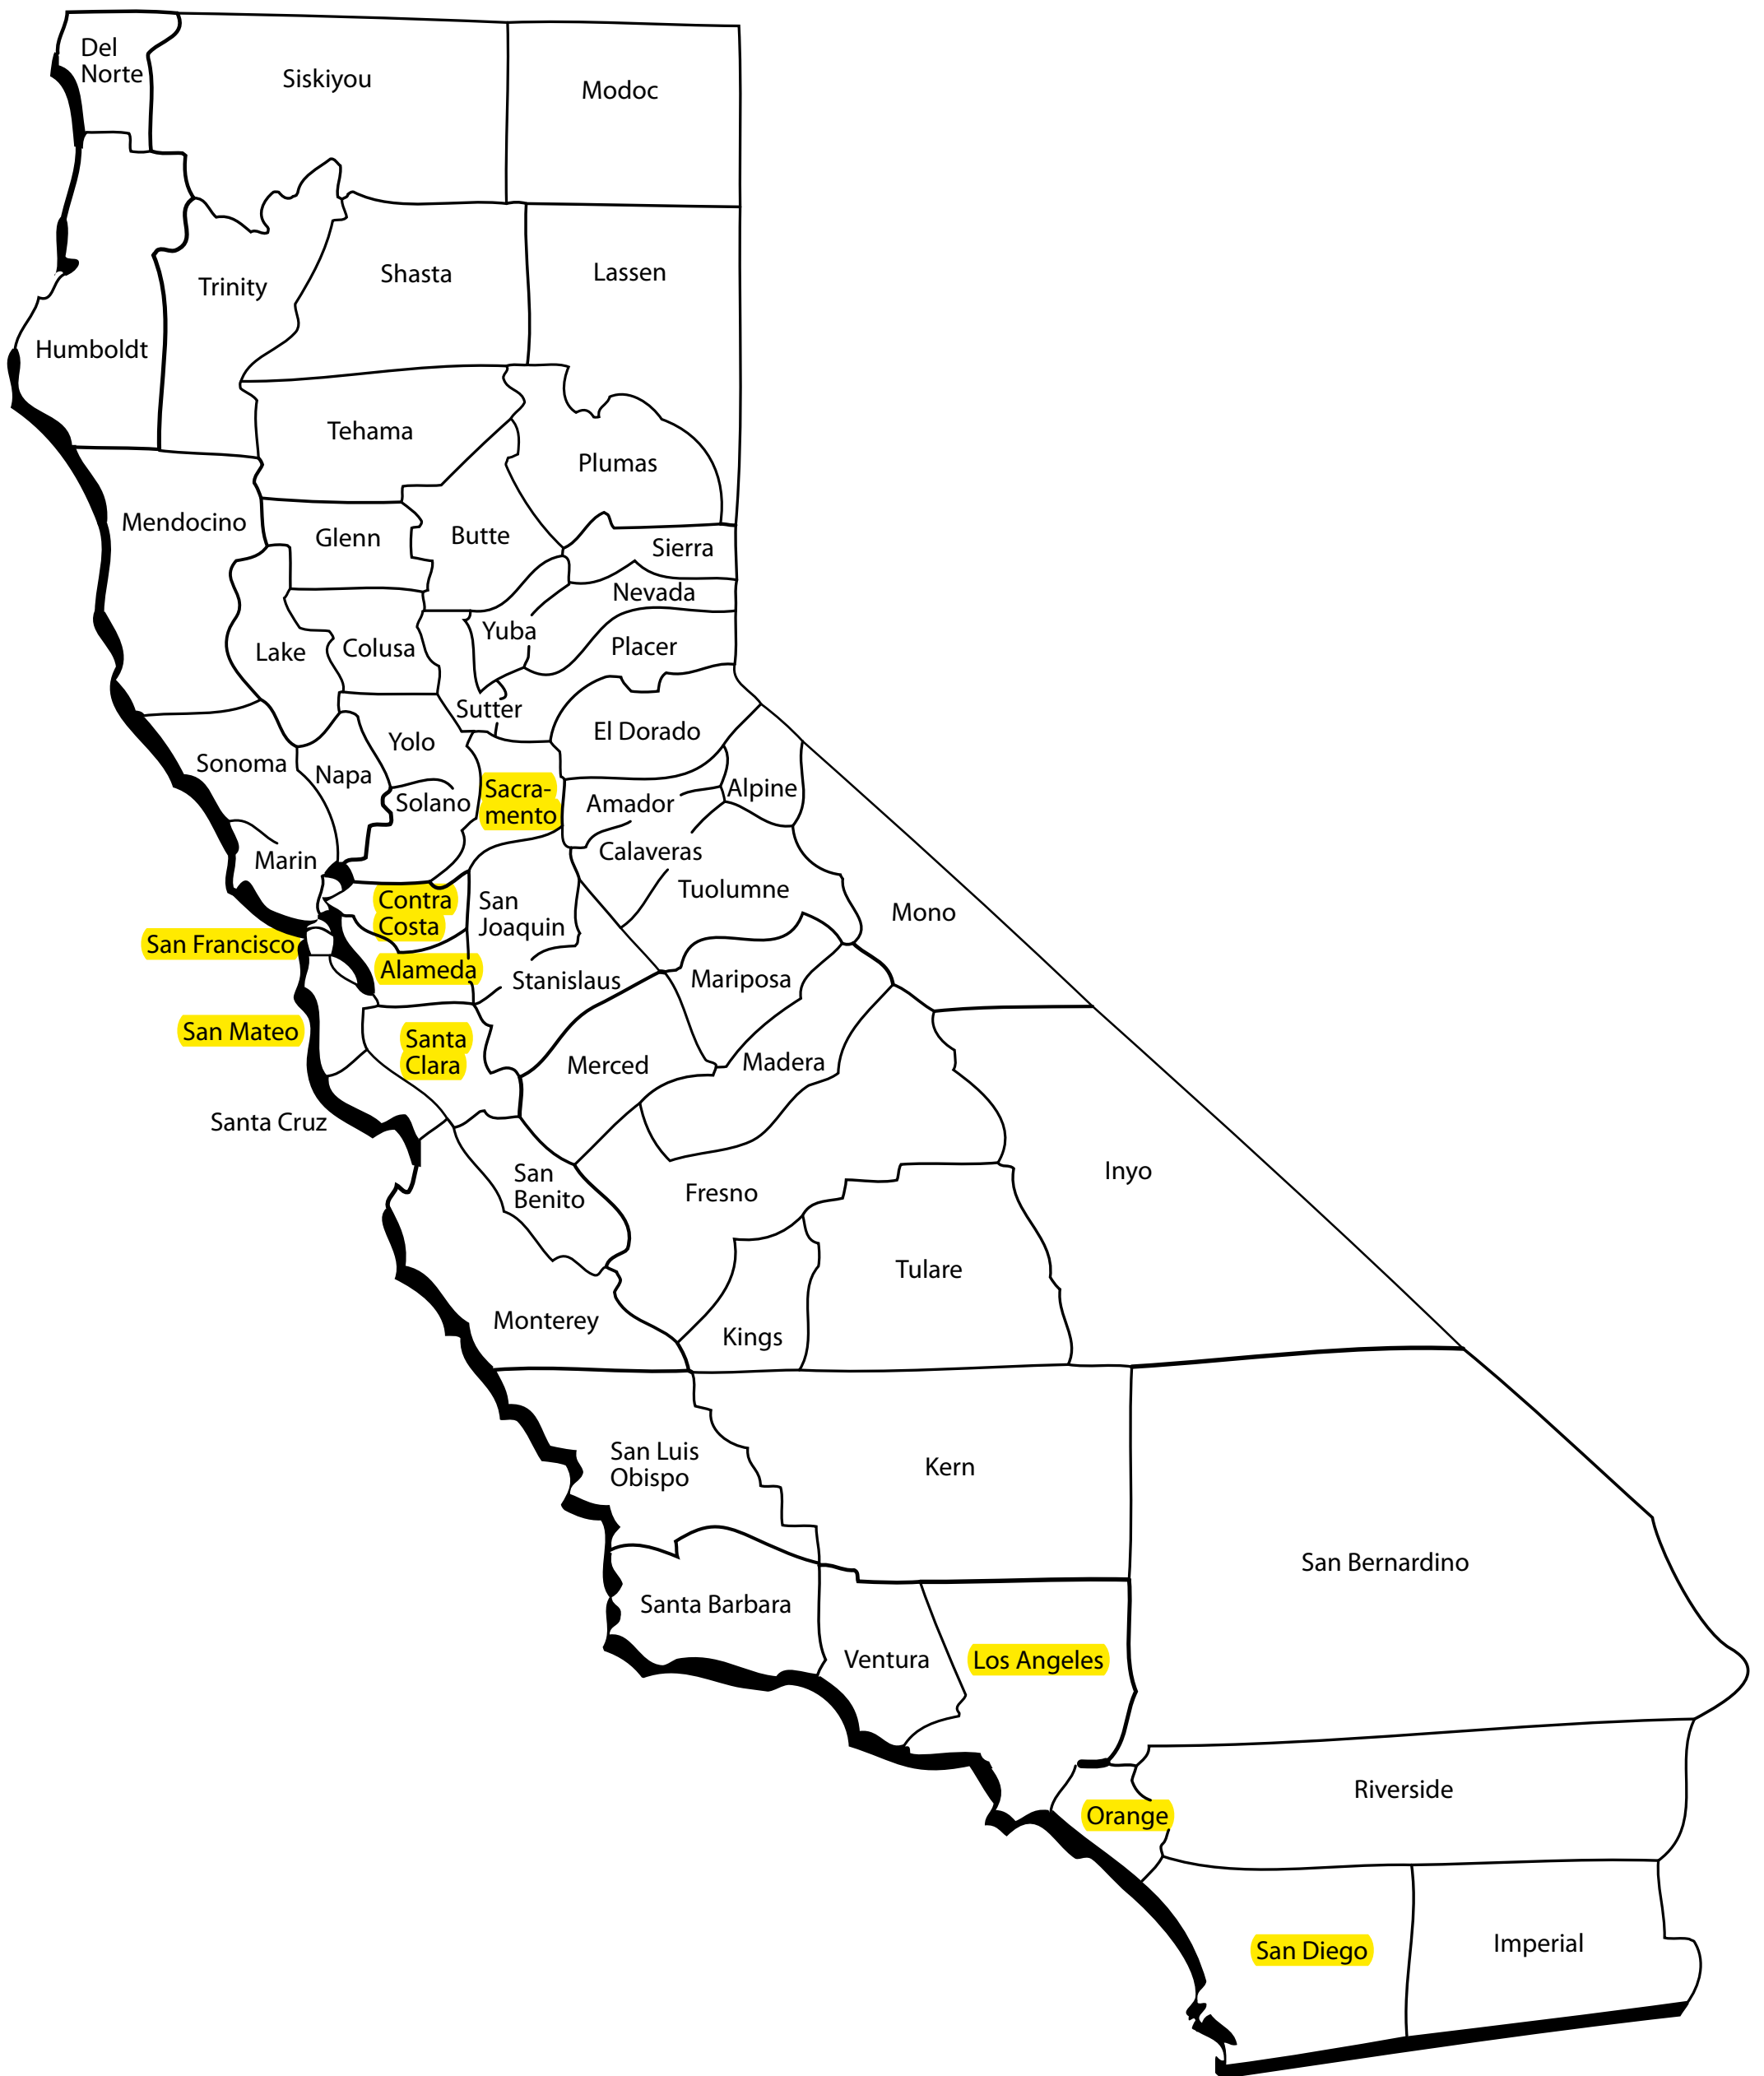 Del
Norte
Siskiyou
Modoc
Trinity
Shasta
Lassen
Humboldt
Tehama
Plumas
Mendocino
Glenn
Butte
Sierra
Nevada
Yuba
Placer
Lake
Colusa
Sutter
El Dorado
Yolo
Sonoma
Napa
Solano
Sacra-
mento
Amador
Alpine
Marin
Calaveras
Tuolumne
Contra
Costa
San
Joaquin
Mono
San Francisco
Alameda
Stanislaus
Mariposa
San Mateo
Santa
Clara
Merced
Madera
Santa Cruz
San
Benito
Fresno
Inyo
Tulare
Monterey
Kings
San Luis
Obispo
Kern
San Bernardino
Santa Barbara
Ventura
Los Angeles
Riverside
Orange
San Diego
Imperial